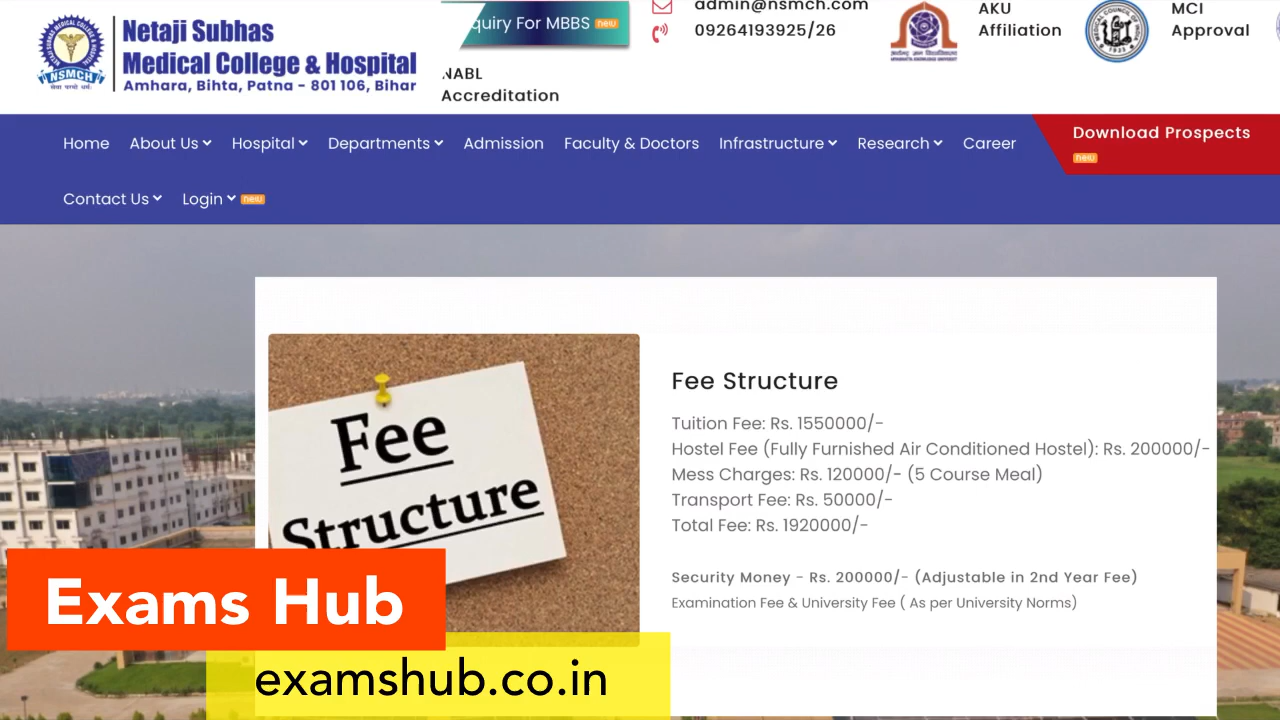 Netaji Subhas
Medical College & Hospital
Amhara, Bihta, Patna - 801 106, Bihar
NSMCH
सेवा परमो धर्मः
quiry For MBBS new
NABL
Accreditation
admin@nsmch.com
09264193925/26
AKU
Affiliation
MCI
Approval
Home About Us Hospital Departments Admission Faculty & Doctors Infrastructure Research Career
Download Prospects
new
Contact Us Login new
Fee
Structure
Fee Structure
Tuition Fee: Rs. 1550000/-
Hostel Fee (Fully Furnished Air Conditioned Hostel): Rs. 200000/-
Mess Charges: Rs. 120000/- (5 Course Meal)
Transport Fee: Rs. 50000/-
Total Fee: Rs. 1920000/-
Security Money - Rs. 200000/- (Adjustable in 2nd Year Fee)
Examination Fee & University Fee ( As per University Norms)
Exams Hub
examshub.co.in